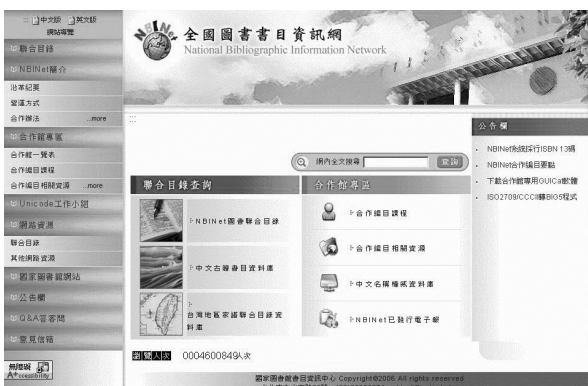 ::: 中文版 英文版
網站導覽
聯合目錄
NBINet簡介
沿革紀要
營運方式
合作辦法 ...more
合作館專區
合作館一覽表
合作編目課程
合作編目相關資源 ...more
Unicode工作小組
網路資源
聯合目錄
其他網路資源
國家圖書館網站
公告欄
Q&A答客問
意見信箱
無障礙
A+ccessibility
NBINet
全國圖書書目資訊網
National Bibliographic Information Network
:::
網內全文搜尋 查詢
聯合目錄查詢
NBINet圖書聯合目錄
中文古籍書目資料庫
台灣地區家譜聯合目錄資
料庫
合作館專區
合作編目課程
合作編目相關資源
中文名稱權威資料庫
NBINet已發行電子報
公告欄
NBINet系統採行ISBN 13碼
NBINet合作編目要點
下載合作館專用GUICat軟體
ISO2709/CCCII轉BIG5程式
瀏覽人次 0004600849人次
國家圖書館書目資訊中心 Copyright©2005 All rights reserved